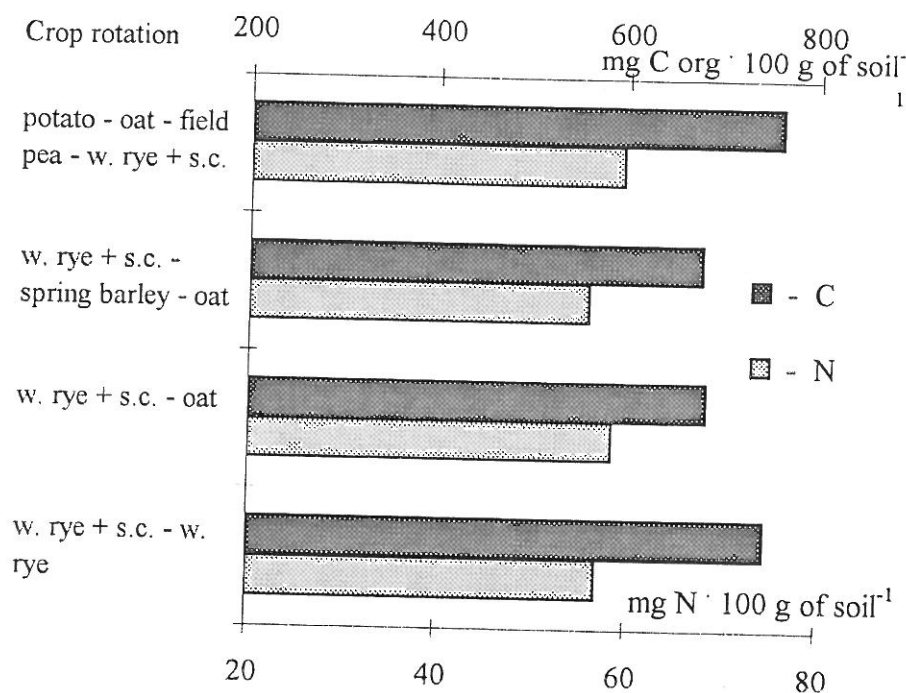 Crop rotation
200 400 600 800
mg C org · 100 g of soil-
1
potato - oat - field
pea - w. rye + s.c.
w. rye + s.c. -
spring barley - oat
- C
- N
w. rye + s.c. - oat
w. rye + s.c. - w.
rye
mg N · 100 g of soil-1
20 40 60 80